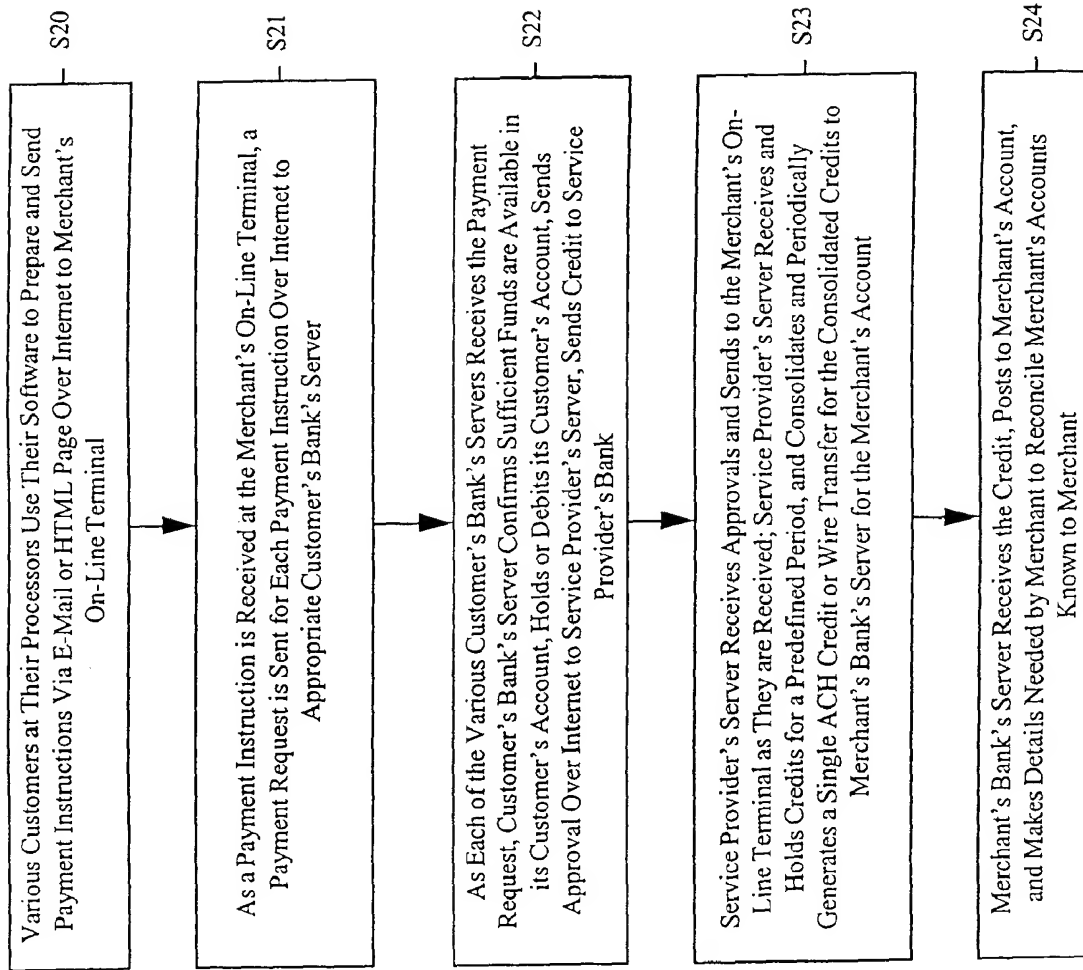 Various Customers at Their Processors Use Their Software to Prepare and Send
Payment Instructions Via E-Mail or HTML Page Over Internet to Merchant's
On-Line Terminal
S20
As a Payment Instruction is Received at the Merchant's On-Line Terminal, a
Payment Request is Sent for Each Payment Instruction Over Internet to
Appropriate Customer's Bank's Server
S21
As Each of the Various Customer's Bank's Servers Receives the Payment
Request, Customer's Bank's Server Confirms Sufficient Funds are Available in
its Customer's Account, Holds or Debits its Customer's Account, Sends
Approval Over Internet to Service Provider's Server, Sends Credit to Service
Provider's Bank
S22
Service Provider's Server Receives Approvals and Sends to the Merchant's On-
Line Terminal as They are Received; Service Provider's Server Receives and
Holds Credits for a Predefined Period, and Consolidates and Periodically
Generates a Single ACH Credit or Wire Transfer for the Consolidated Credits to
Merchant's Bank's Server for the Merchant's Account
S23
Merchant's Bank's Server Receives the Credit, Posts to Merchant's Account,
and Makes Details Needed by Merchant to Reconcile Merchant's Accounts
Known to Merchant
S24